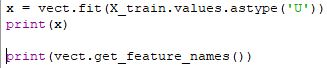 x = vect.fit(X_train.values.astype('U'))
print(x)
print(vect.get_feature_names())